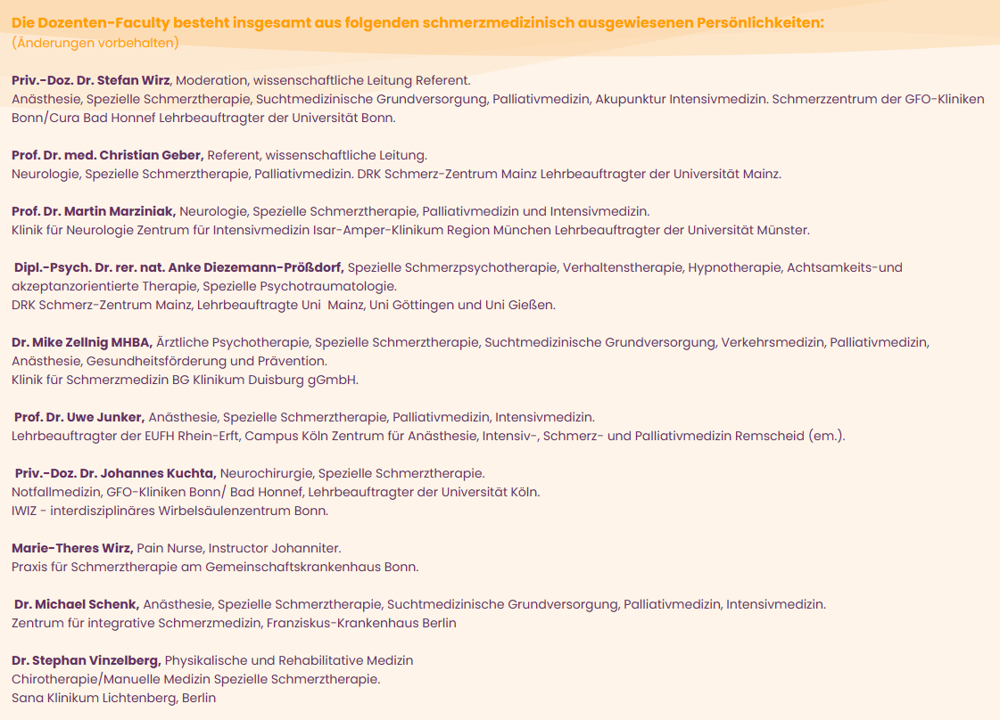 Die Dozenten-Faculty besteht insgesamt aus folgenden schmerzmedizinisch ausgewiesenen Persönlichkeiten:
(Änderungen vorbehalten)
Priv.-Doz. Dr. Stefan Wirz, Moderation, wissenschaftliche Leitung Referent.
Anästhesie, Spezielle Schmerztherapie, Suchtmedizinische Grundversorgung, Palliativmedizin, Akupunktur Intensivmedizin. Schmerzzentrum der GFO-Kliniken
Bonn/Cura Bad Honnef Lehrbeauftragter der Universität Bonn.
Prof. Dr. med. Christian Geber, Referent, wissenschaftliche Leitung.
Neurologie, Spezielle Schmerztherapie, Palliativmedizin. DRK Schmerz-Zentrum Mainz Lehrbeauftragter der Universität Mainz.
Prof. Dr. Martin Marziniak, Neurologie, Spezielle Schmerztherapie, Palliativmedizin und Intensivmedizin.
Klinik für Neurologie Zentrum für Intensivmedizin Isar-Amper-Klinikum Region München Lehrbeauftragter der Universität Münster.
Dipl.-Psych. Dr. rer. nat. Anke Diezemann-Prößdorf, Spezielle Schmerzpsychotherapie, Verhaltenstherapie, Hypnotherapie, Achtsamkeits-und
akzeptanzorientierte Therapie, Spezielle Psychotraumatologie.
DRK Schmerz-Zentrum Mainz, Lehrbeauftragte Uni Mainz, Uni Göttingen und Uni Gießen.
Dr. Mike Zellnig MHBA, Ärztliche Psychotherapie, Spezielle Schmerztherapie, Suchtmedizinische Grundversorgung, Verkehrsmedizin, Palliativmedizin,
Anästhesie, Gesundheitsförderung und Prävention.
Klinik für Schmerzmedizin BG Klinikum Duisburg gGmbH.
Prof. Dr. Uwe Junker, Anästhesie, Spezielle Schmerztherapie, Palliativmedizin, Intensivmedizin.
Lehrbeauftragter der EUFH Rhein-Erft, Campus Köln Zentrum für Anästhesie, Intensiv-, Schmerz- und Palliativmedizin Remscheid (em.).
Priv.-Doz. Dr. Johannes Kuchta, Neurochirurgie, Spezielle Schmerztherapie.
Notfallmedizin, GFO-Kliniken Bonn/ Bad Honnef, Lehrbeauftragter der Universität Köln.
IWIZ - interdisziplinäres Wirbelsäulenzentrum Bonn.
Marie-Theres Wirz, Pain Nurse, Instructor Johanniter.
Praxis für Schmerztherapie am Gemeinschaftskrankenhaus Bonn.
Dr. Michael Schenk, Anästhesie, Spezielle Schmerztherapie, Suchtmedizinische Grundversorgung, Palliativmedizin, Intensivmedizin.
Zentrum für integrative Schmerzmedizin, Franziskus-Krankenhaus Berlin
Dr. Stephan Vinzelberg, Physikalische und Rehabilitative Medizin
Chirotherapie/Manuelle Medizin Spezielle Schmerztherapie.
Sana Klinikum Lichtenberg, Berlin